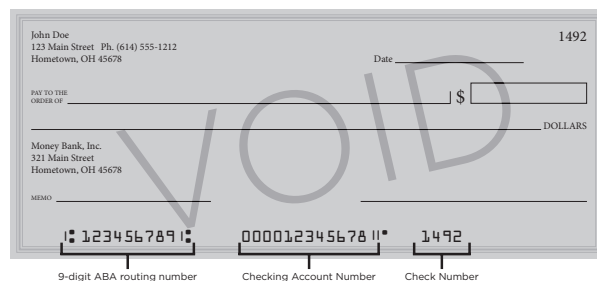 John Doe
123 Main Street Ph. (614) 555-1212
Hometown, OH 45678
1492
Date
PAY TO THE
ORDER OF
$
DOLLARS
VOID
Money Bank, Inc.
321 Main Street
Hometown, OH 45678
MEMO
⑆123456789⑆ 000012345678⑈ 1492
9-digit ABA routing number Checking Account Number Check Number